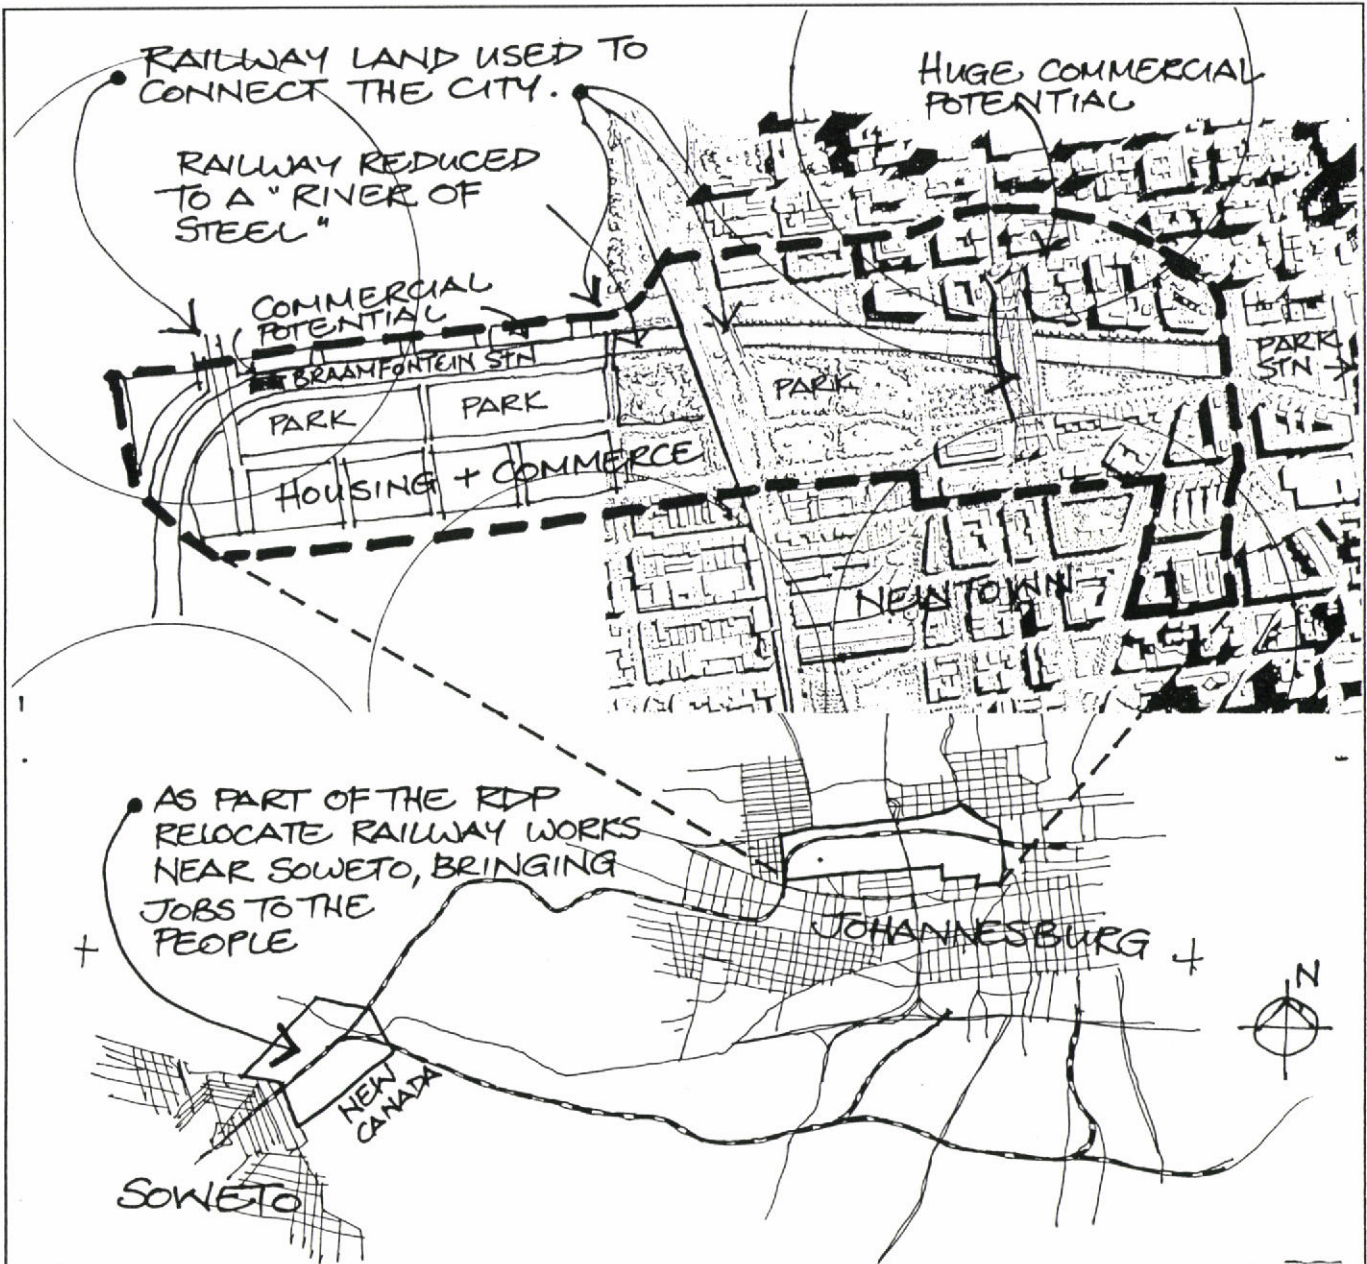 RAILWAY LAND USED TO
CONNECT THE CITY.
HUGE COMMERCIAL
POTENTIAL
RAILWAY REDUCED
TO A "RIVER OF
STEEL"
COMMERCIAL
POTENTIAL
BRAAMFONTEIN STN
PARK
PARK
PARK
PARK
STN
HOUSING + COMMERCE
NEWTOWN
AS PART OF THE RDP
RELOCATE RAILWAY WORKS
NEAR SOWETO, BRINGING
JOBS TO THE
PEOPLE
JOHANNESBURG
N
NEW
CANADA
SOWETO